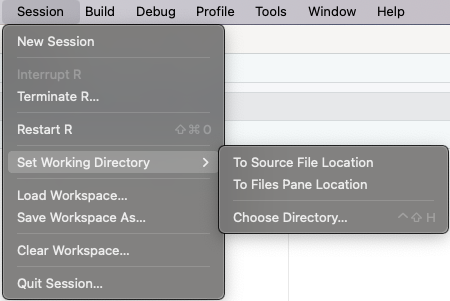 Session Build Debug Profile Tools Window Help
New Session
Interrupt R
Terminate R...
Restart R ⇧⌘0
Set Working Directory >
To Source File Location
To Files Pane Location
Choose Directory... ^⇧H
Load Workspace...
Save Workspace As...
Clear Workspace...
Quit Session...